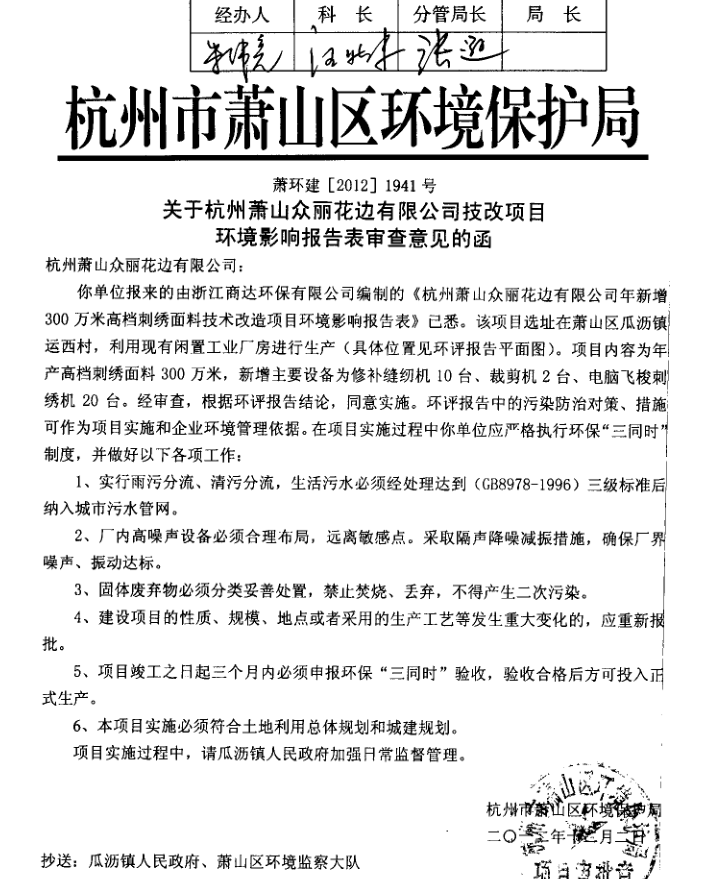 经办人 科 长 分管局长 局 长
杭州市萧山区环境保护局
萧环建［2012］1941 号
关于杭州萧山众丽花边有限公司技改项目
环境影响报告表审查意见的函
杭州萧山众丽花边有限公司：
你单位报来的由浙江商达环保有限公司编制的《杭州萧山众丽花边有限公司年新增
300 万米高档刺绣面料技术改造项目环境影响报告表》已悉。该项目选址在萧山区瓜沥镇
运西村，利用现有闲置工业厂房进行生产（具体位置见环评报告平面图）。项目内容为年
产高档刺绣面料 300 万米，新增主要设备为修补缝纫机 10 台、裁剪机 2 台、电脑飞梭刺
绣机 20 台。经审查，根据环评报告结论，同意实施。环评报告中的污染防治对策、措施
可作为项目实施和企业环境管理依据。在项目实施过程中你单位应严格执行环保“三同时”
制度，并做好以下各项工作：
1、实行雨污分流、清污分流，生活污水必须经处理达到（GB8978-1996）三级标准后
纳入城市污水管网。
2、厂内高噪声设备必须合理布局，远离敏感点。采取隔声降噪减振措施，确保厂界
噪声、振动达标。
3、固体废弃物必须分类妥善处置，禁止焚烧、丢弃，不得产生二次污染。
4、建设项目的性质、规模、地点或者采用的生产工艺等发生重大变化的，应重新报
批。
5、项目竣工之日起三个月内必须申报环保“三同时”验收，验收合格后方可投入正
式生产。
6、本项目实施必须符合土地利用总体规划和城建规划。
项目实施过程中，请瓜沥镇人民政府加强日常监督管理。
杭州市萧山区环境保护局
二〇一二年十二月二日
抄送：瓜沥镇人民政府、萧山区环境监察大队